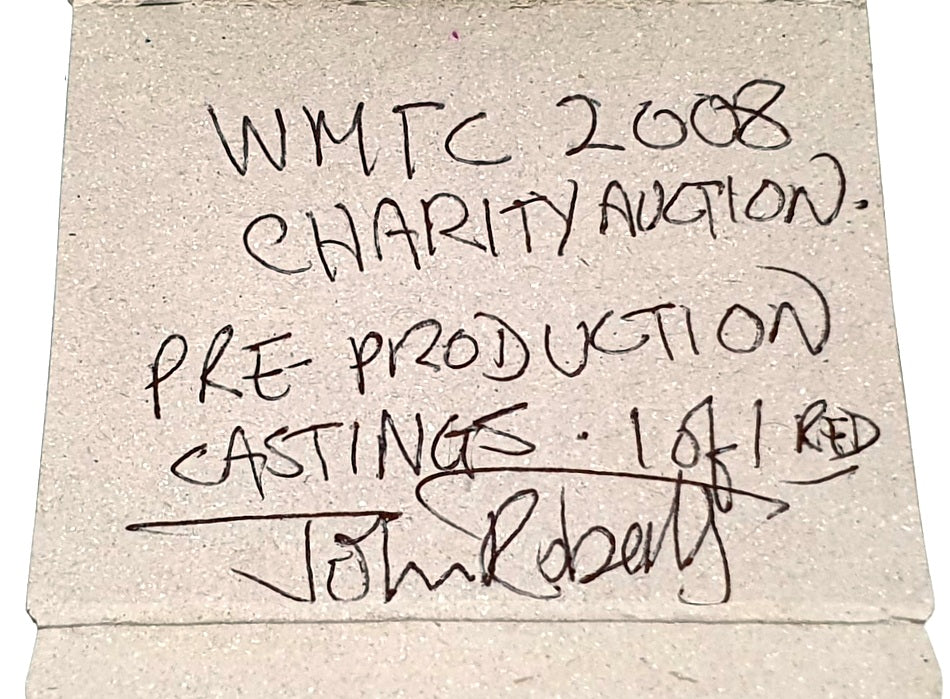 WMTC 2008
CHARITY AUCTION.
PRE PRODUCTION
CASTINGS. 1 of 1 RED
John Roberts